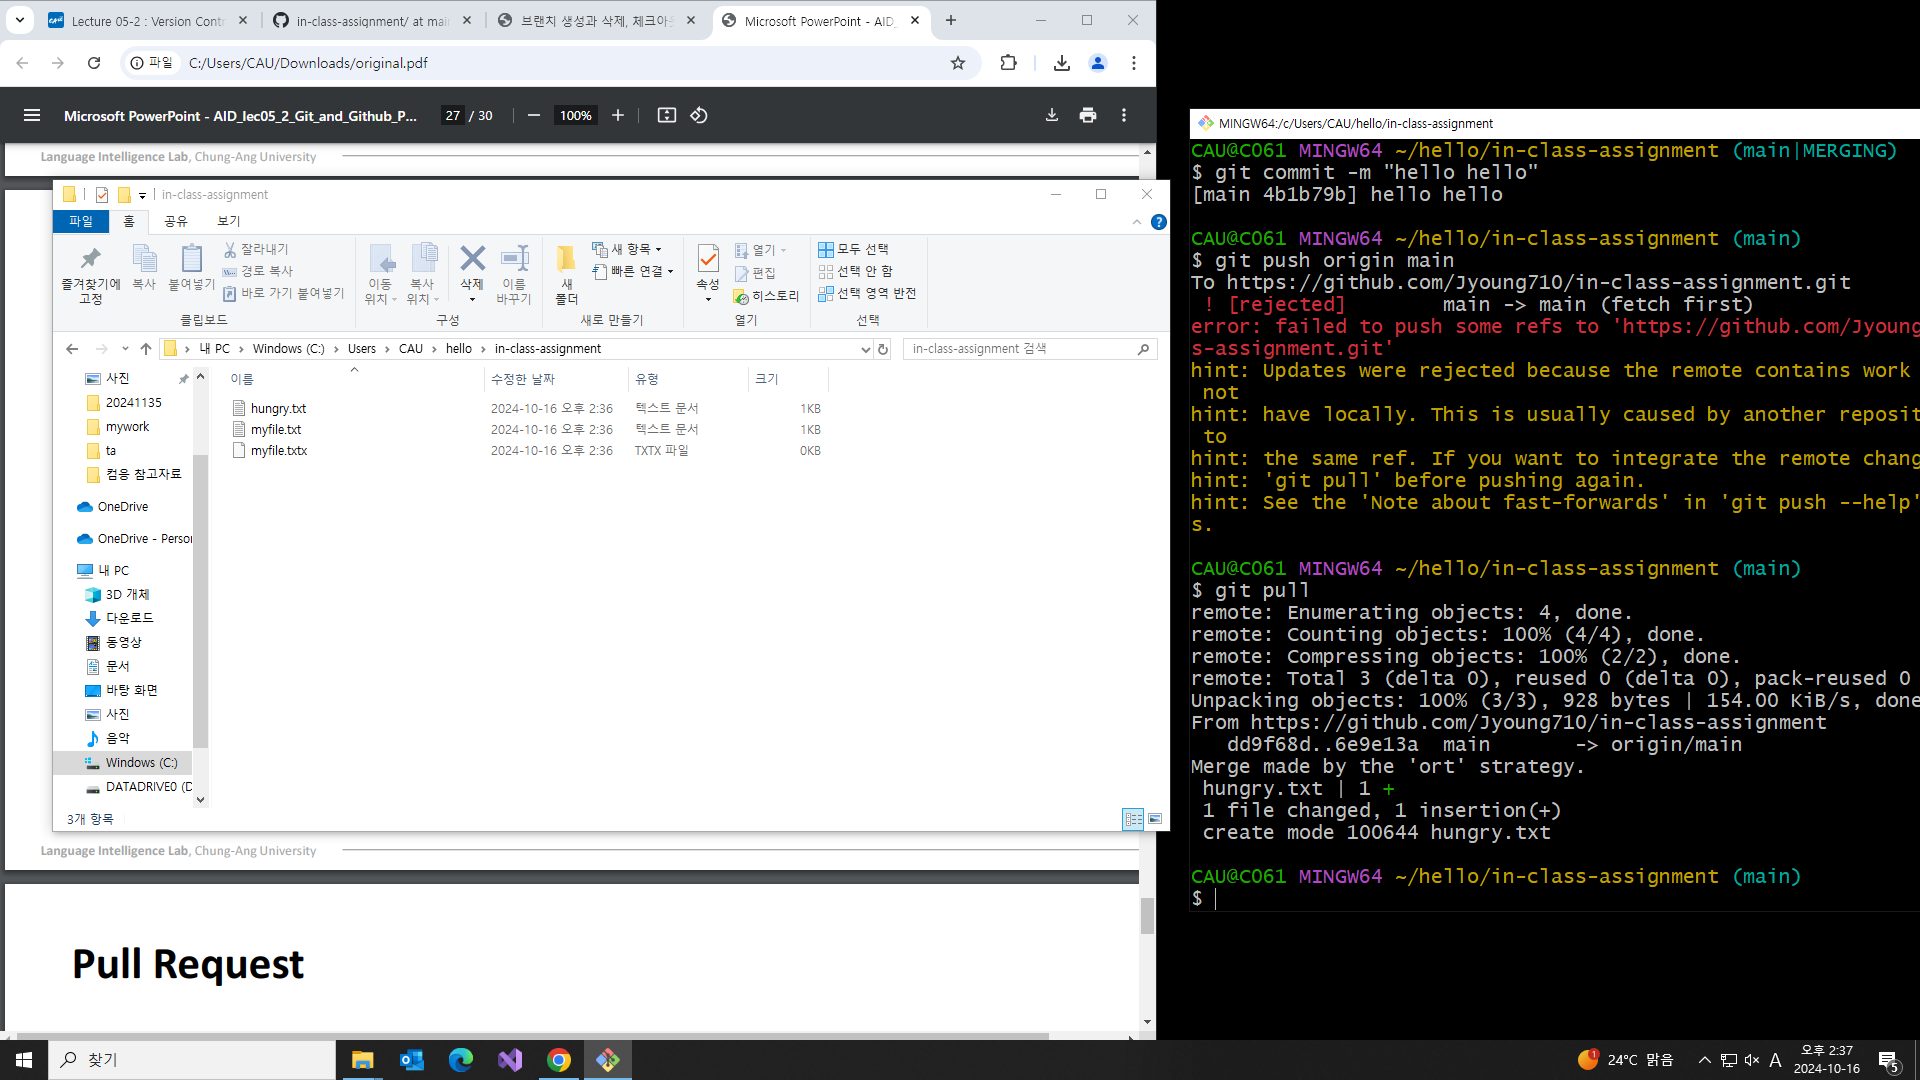 Lecture 05-2 : Version Contr
in-class-assignment/ at mai
브랜치 생성과 삭제, 체크아웃
Microsoft PowerPoint - AID_
파일
C:/Users/CAU/Downloads/original.pdf
Microsoft PowerPoint - AID_lec05_2_Git_and_Github_P...
27 / 30
100%
Language Intelligence Lab, Chung-Ang University
in-class-assignment
파일
홈
공유
보기
즐겨찾기에 고정
복사
붙여넣기
잘라내기
경로 복사
바로 가기 붙여넣기
클립보드
이동 위치
복사 위치
삭제
이름 바꾸기
구성
새 폴더
새 항목
빠른 연결
새로 만들기
속성
열기
편집
히스토리
열기
모두 선택
선택 안 함
선택 영역 반전
선택
내 PC > Windows (C:) > Users > CAU > hello > in-class-assignment
in-class-assignment 검색
이름
수정한 날짜
유형
크기
hungry.txt 2024-10-16 오후 2:36 텍스트 문서 1KB
myfile.txt 2024-10-16 오후 2:36 텍스트 문서 1KB
myfile.txtx 2024-10-16 오후 2:36 TXTX 파일 0KB
사진
20241135
mywork
ta
컴응 참고자료
OneDrive
OneDrive - Person
내 PC
3D 개체
다운로드
동영상
문서
바탕 화면
사진
음악
Windows (C:)
DATADRIVE0 (D
3개 항목
Language Intelligence Lab, Chung-Ang University
Pull Request
MINGW64:/c/Users/CAU/hello/in-class-assignment
CAU@C061 MINGW64 ~/hello/in-class-assignment (main|MERGING)
$ git commit -m "hello hello"
[main 4b1b79b] hello hello
CAU@C061 MINGW64 ~/hello/in-class-assignment (main)
$ git push origin main
To https://github.com/Jyoung710/in-class-assignment.git
! [rejected] main -> main (fetch first)
error: failed to push some refs to 'https://github.com/Jyoung
s-assignment.git'
hint: Updates were rejected because the remote contains work
not
hint: have locally. This is usually caused by another reposit
to
hint: the same ref. If you want to integrate the remote chang
hint: 'git pull' before pushing again.
hint: See the 'Note about fast-forwards' in 'git push --help'
s.
CAU@C061 MINGW64 ~/hello/in-class-assignment (main)
$ git pull
remote: Enumerating objects: 4, done.
remote: Counting objects: 100% (4/4), done.
remote: Compressing objects: 100% (2/2), done.
remote: Total 3 (delta 0), reused 0 (delta 0), pack-reused 0
Unpacking objects: 100% (3/3), 928 bytes | 154.00 KiB/s, done
From https://github.com/Jyoung710/in-class-assignment
dd9f68d..6e9e13a main -> origin/main
Merge made by the 'ort' strategy.
hungry.txt | 1 +
1 file changed, 1 insertion(+)
create mode 100644 hungry.txt
CAU@C061 MINGW64 ~/hello/in-class-assignment (main)
$
찾기
1
24°C 맑음
A
오후 2:37
2024-10-16
5